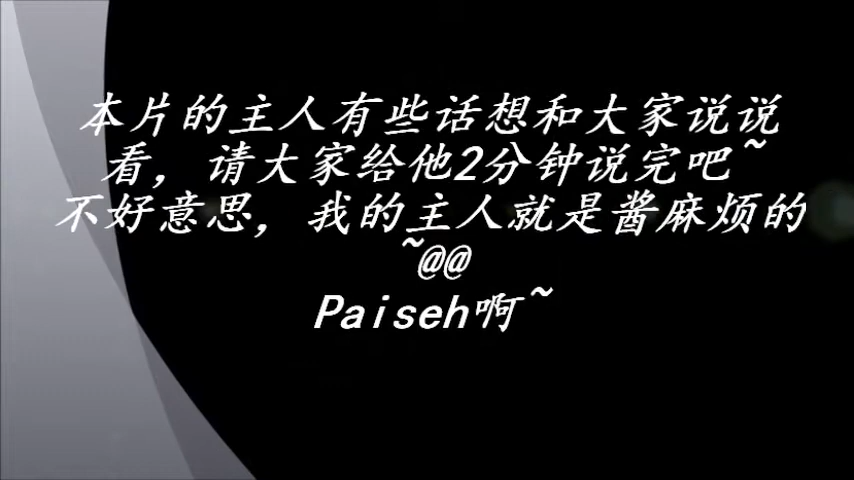 本片的主人有些话想和大家说说
看，请大家给他2分钟说完吧~
不好意思，我的主人就是酱麻烦的
~@@
Paiseh啊~